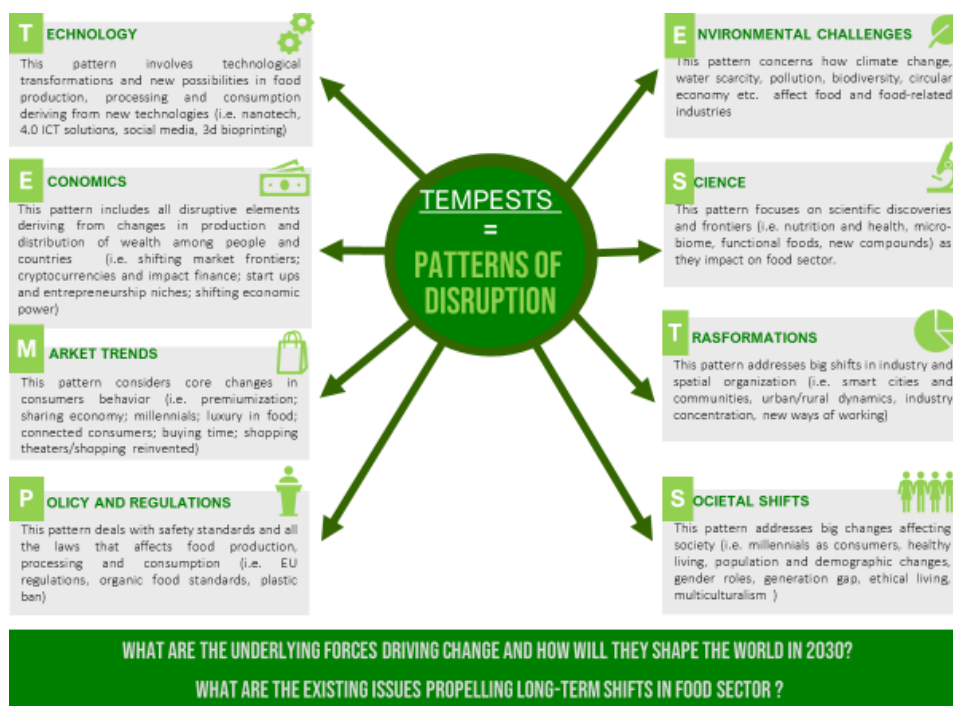 TECHNOLOGY
This pattern involves technological
transformations and new possibilities in food
production, processing and consumption
deriving from new technologies (i.e. nanotech,
4.0 ICT solutions, social media, 3d bioprinting)
ECONOMICS
This pattern includes all disruptive elements
deriving from changes in production and
distribution of wealth among people and
countries (i.e. shifting market frontiers;
cryptocurrencies and impact finance; start ups
and entrepreneurship niches; shifting economic
power)
MARKET TRENDS
This pattern considers core changes in
consumers behavior (i.e. premiumization;
sharing economy; millennials; luxury in food;
connected consumers; buying time; shopping
theaters/shopping reinvented)
POLICY AND REGULATIONS
This pattern deals with safety standards and all
the laws that affects food production,
processing and consumption (i.e. EU
regulations, organic food standards, plastic
ban)
TEMPESTS
=
PATTERNS OF
DISRUPTION
ENVIRONMENTAL CHALLENGES
This pattern concerns how climate change,
water scarcity, pollution, biodiversity, circular
economy etc. affect food and food-related
industries
SCIENCE
This pattern focuses on scientific discoveries
and frontiers (i.e. nutrition and health, micro-
biome, functional foods, new compounds) as
they impact on food sector.
TRASFORMATIONS
This pattern addresses big shifts in industry and
spatial organization (i.e. smart cities and
communities, urban/rural dynamics, industry
concentration, new ways of working)
SOCIETAL SHIFTS
This pattern addresses big changes affecting
society (i.e. millennials as consumers, healthy
living, population and demographic changes,
gender roles, generation gap, ethical living,
multiculturalism )
WHAT ARE THE UNDERLYING FORCES DRIVING CHANGE AND HOW WILL THEY SHAPE THE WORLD IN 2030?
WHAT ARE THE EXISTING ISSUES PROPELLING LONG-TERM SHIFTS IN FOOD SECTOR ?